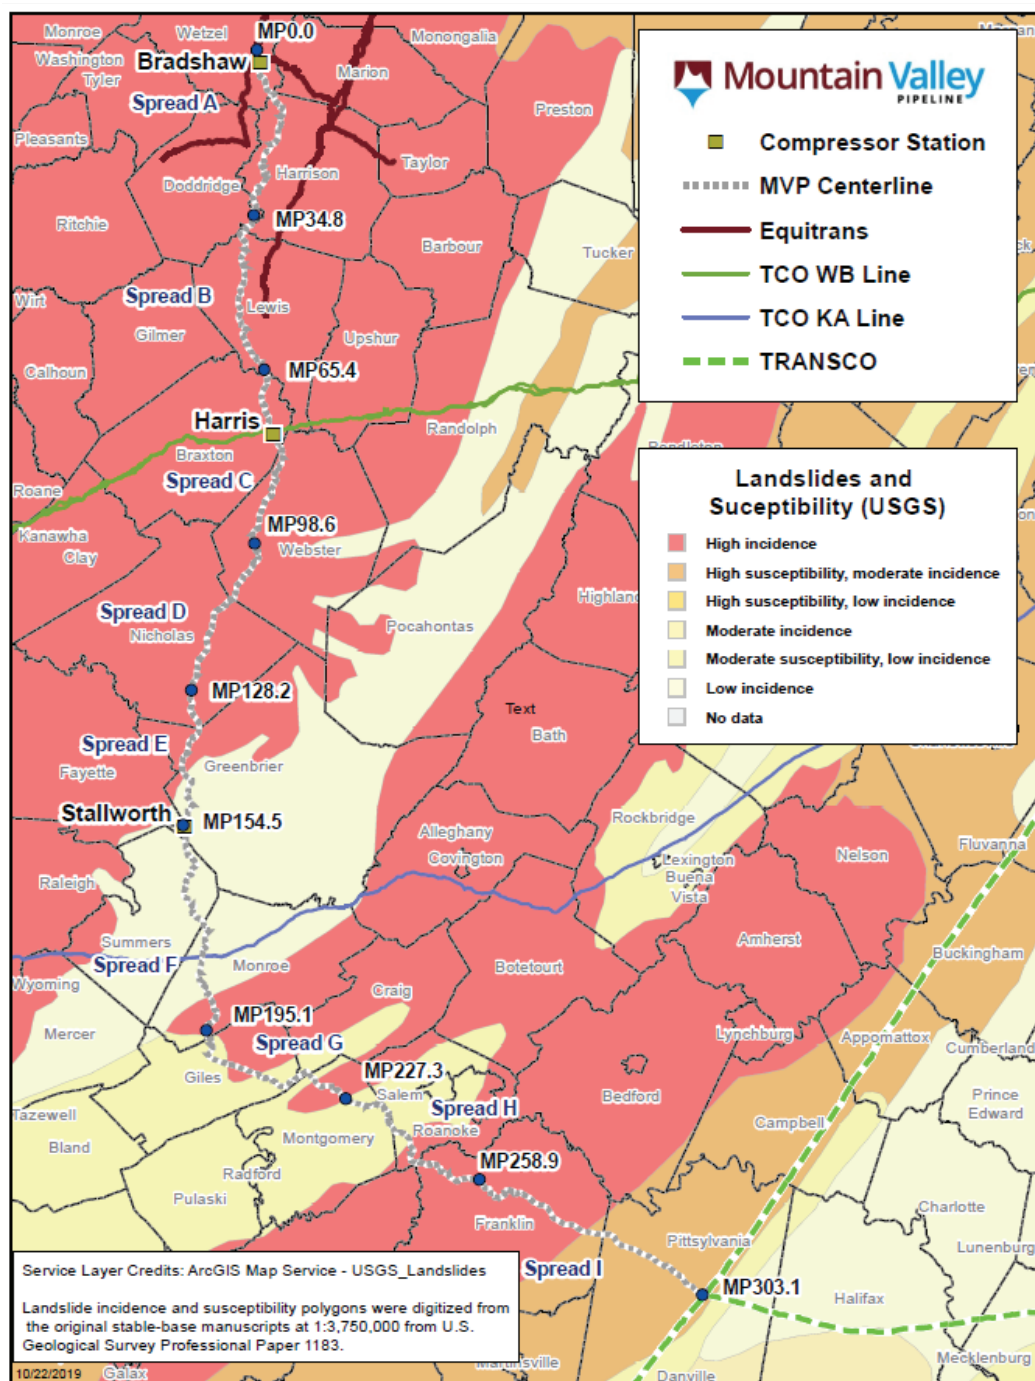 Monroe
Wetzel
MP0.0
Monongalia
Washington
Tyler
Bradshaw
Marion
Spread A
Preston
Pleasants
Taylor
Harrison
Doddridge
Ritchie
MP34.8
Barbour
Tucker
Wirt
Spread B
Lewis
Gilmer
Upshur
Calhoun
MP65.4
Harris
Randolph
Braxton
Spread C
Roane
Kanawha
Clay
MP98.6
Webster
Highland
Spread D
Nicholas
Pocahontas
MP128.2
Text
Bath
Spread E
Fayette
Greenbrier
Stallworth
MP154.5
Rockbridge
Alleghany
Covington
Lexington
Buena
Vista
Nelson
Fluvanna
Raleigh
Amherst
Summers
Spread F
Monroe
Botetourt
Buckingham
Wyoming
Craig
Mercer
MP195.1
Lynchburg
Appomattox
Cumberland
Spread G
Giles
MP227.3
Salem
Bedford
Prince
Edward
Tazewell
Bland
Spread H
Roanoke
Campbell
Montgomery
Radford
Pulaski
MP258.9
Charlotte
Franklin
Pittsylvania
Lunenburg
Spread I
MP303.1
Halifax
Martinsville
Mecklenburg
Galax
Danville
Mountain Valley
PIPELINE
Compressor Station
MVP Centerline
Equitrans
TCO WB Line
TCO KA Line
TRANSCO
Landslides and
Suceptibility (USGS)
High incidence
High susceptibility, moderate incidence
High susceptibility, low incidence
Moderate incidence
Moderate susceptibility, low incidence
Low incidence
No data
Service Layer Credits: ArcGIS Map Service - USGS_Landslides
Landslide incidence and susceptibility polygons were digitized from
the original stable-base manuscripts at 1:3,750,000 from U.S.
Geological Survey Professional Paper 1183.
10/22/2019